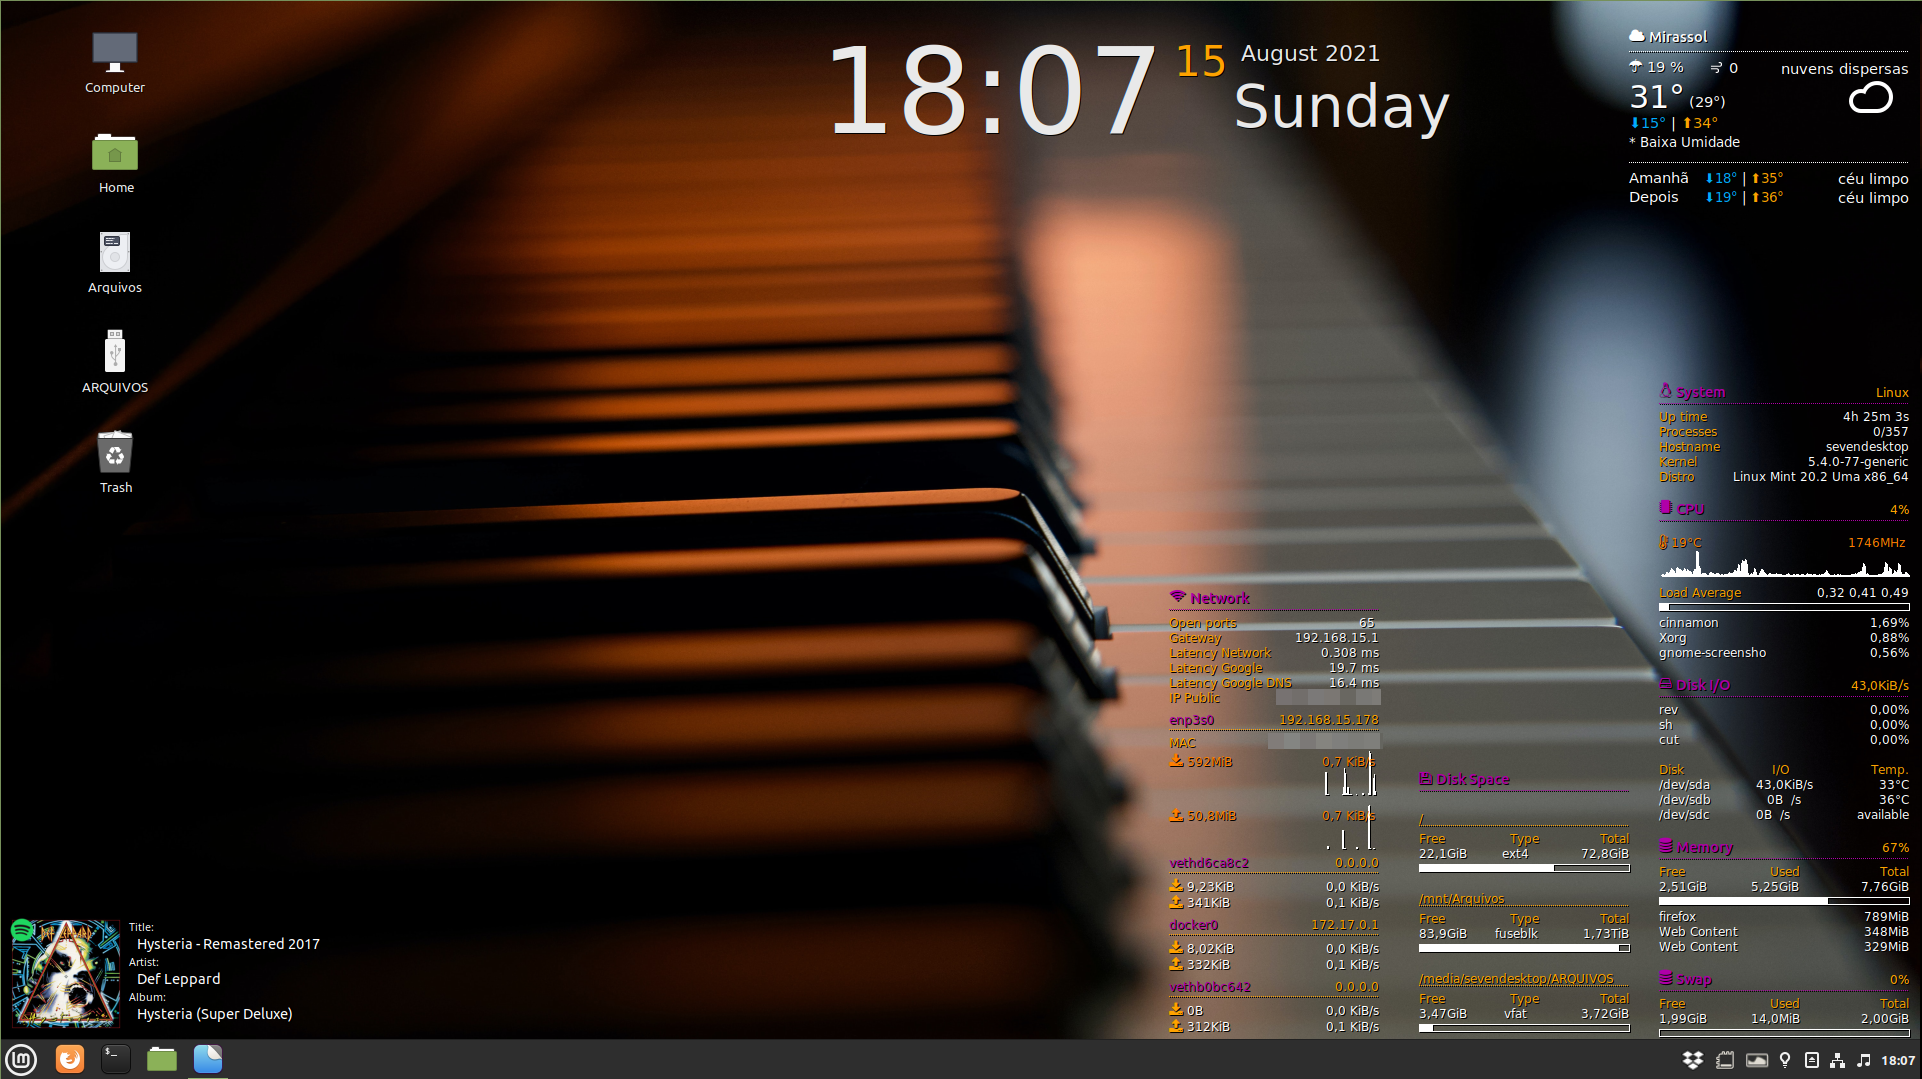 Computer
Home
Arquivos
ARQUIVOS
Trash
18:07
15 August 2021
Sunday
Mirassol
19 % 0 nuvens dispersas
31° (29°)
15° | 34°
* Baixa Umidade
Amanhã 18° | 35° céu limpo
Depois 19° | 36° céu limpo
System Linux
Up time 4h 25m 3s
Processes 0/357
Hostname sevendesktop
Kernel 5.4.0-77-generic
Distro Linux Mint 20.2 Uma x86_64
CPU 4%
19°C 1746MHz
Load Average 0,32 0,41 0,49
cinnamon 1,69%
Xorg 0,88%
gnome-screensho 0,56%
Disk I/O 43,0KiB/s
rev 0,00%
sh 0,00%
cut 0,00%
Disk I/O Temp.
/dev/sda 43,0KiB/s 33°C
/dev/sdb 0B /s 36°C
/dev/sdc 0B /s available
Memory 67%
Free Used Total
2,51GiB 5,25GiB 7,76GiB
firefox 789MiB
Web Content 348MiB
Web Content 329MiB
Swap 0%
Free Used Total
1,99GiB 14,0MiB 2,00GiB
Network
Open ports 65
Gateway 192.168.15.1
Latency Network 0.308 ms
Latency Google 19.7 ms
Latency Google DNS 16.4 ms
IP Public
enp3s0 192.168.15.178
MAC
592MiB 0,7 KiB/s
50,8MiB 0,7 KiB/s
vethd6ca8c2 0.0.0.0
9,23KiB 0,0 KiB/s
341KiB 0,1 KiB/s
docker0 172.17.0.1
8,02KiB 0,0 KiB/s
332KiB 0,1 KiB/s
vethb0bc642 0.0.0.0
0B 0,0 KiB/s
312KiB 0,1 KiB/s
Disk Space
/
Free Type Total
22,1GiB ext4 72,8GiB
/mnt/Arquivos
Free Type Total
83,9GiB fuseblk 1,73TiB
/media/sevendesktop/ARQUIVOS
Free Type Total
3,47GiB vfat 3,72GiB
Title:
Hysteria - Remastered 2017
Artist:
Def Leppard
Album:
Hysteria (Super Deluxe)
DEF LEPPARD
$_
18:07